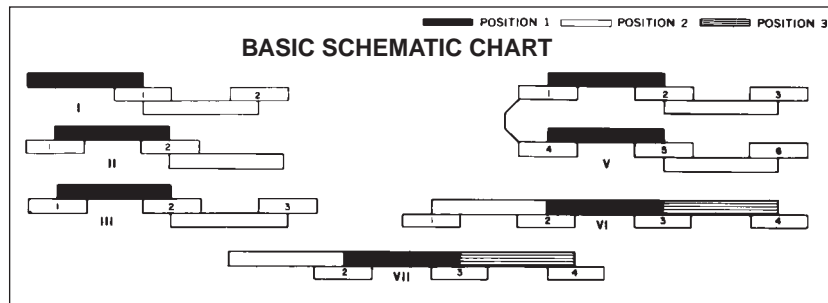 POSITION 1 POSITION 2 POSITION 3
BASIC SCHEMATIC CHART
1 2
I
1 2
II
1 2 3
III
1 2 3
4 5 6
V
1 2 3 4
VI
2 3 4
VII